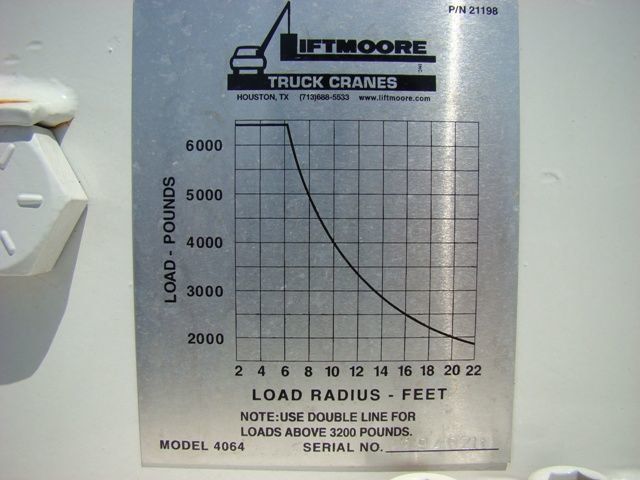 P/N 21198
LIFTMOORE INC
TRUCK CRANES
HOUSTON, TX (713)688-5533 www.liftmoore.com
LOAD - POUNDS
6000
5000
4000
3000
2000
2 4 6 8 10 12 14 16 18 20 22
LOAD RADIUS - FEET
NOTE:USE DOUBLE LINE FOR
LOADS ABOVE 3200 POUNDS.
MODEL 4064 SERIAL NO.